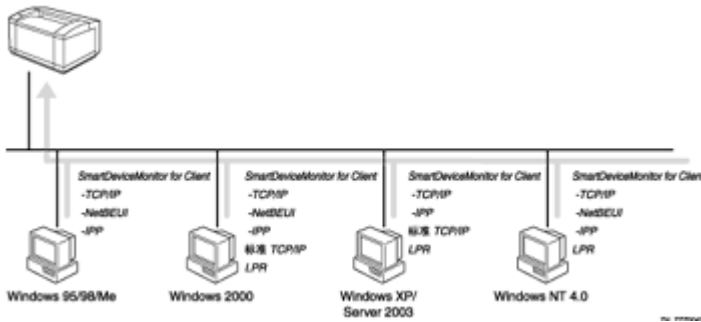 SmartDeviceMonitor for Client
-TCP/IP
-NetBEUI
-IPP
Windows 95/98/Me
SmartDeviceMonitor for Client
-TCP/IP
-NetBEUI
-IPP
标准 TCP/IP
LPR
Windows 2000
SmartDeviceMonitor for Client
-TCP/IP
-IPP
标准 TCP/IP
LPR
Windows XP/
Server 2003
SmartDeviceMonitor for Client
-TCP/IP
-NetBEUI
-IPP
LPR
Windows NT 4.0